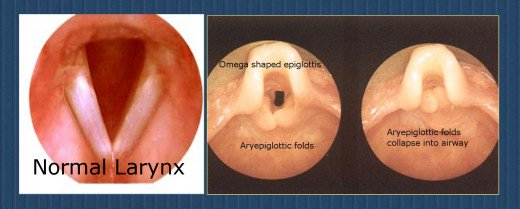 Normal Larynx
Omega shaped epiglottis
Aryepiglottic folds
Aryepiglottic folds
collapse into airway